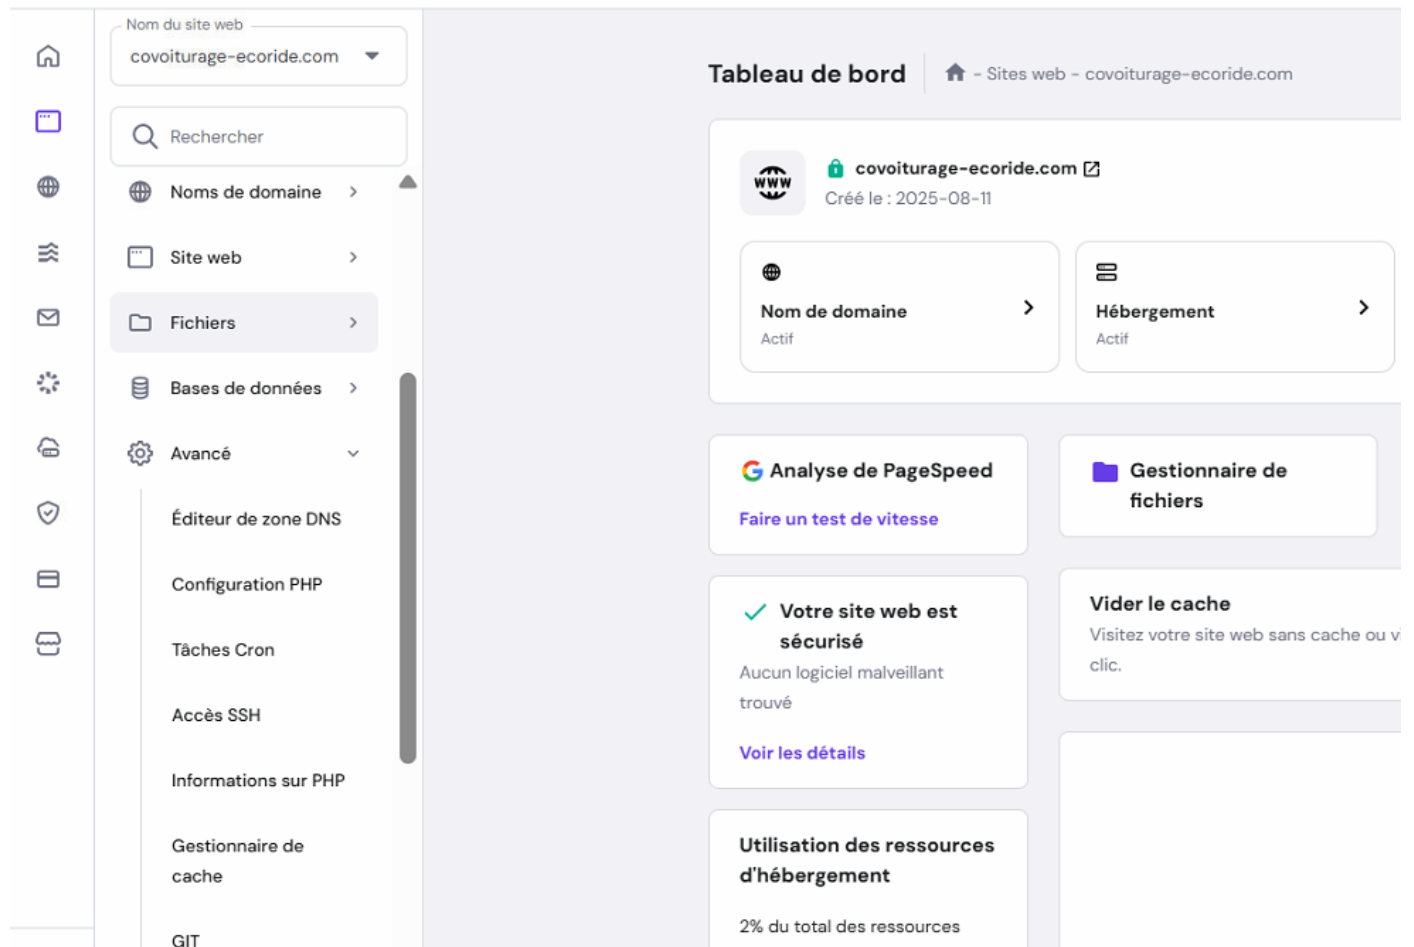 Nom du site web
covoiturage-ecoride.com
Rechercher
Noms de domaine
Site web
Fichiers
Bases de données
Avancé
Éditeur de zone DNS
Configuration PHP
Tâches Cron
Accès SSH
Informations sur PHP
Gestionnaire de
cache
GIT
Tableau de bord
- Sites web - covoiturage-ecoride.com
www
covoiturage-ecoride.com
Créé le : 2025-08-11
Nom de domaine
Actif
Hébergement
Actif
Analyse de PageSpeed
Faire un test de vitesse
Gestionnaire de
fichiers
Votre site web est
sécurisé
Aucun logiciel malveillant
trouvé
Voir les détails
Vider le cache
Visitez votre site web sans cache ou
clic.
Utilisation des ressources
d'hébergement
2% du total des ressources